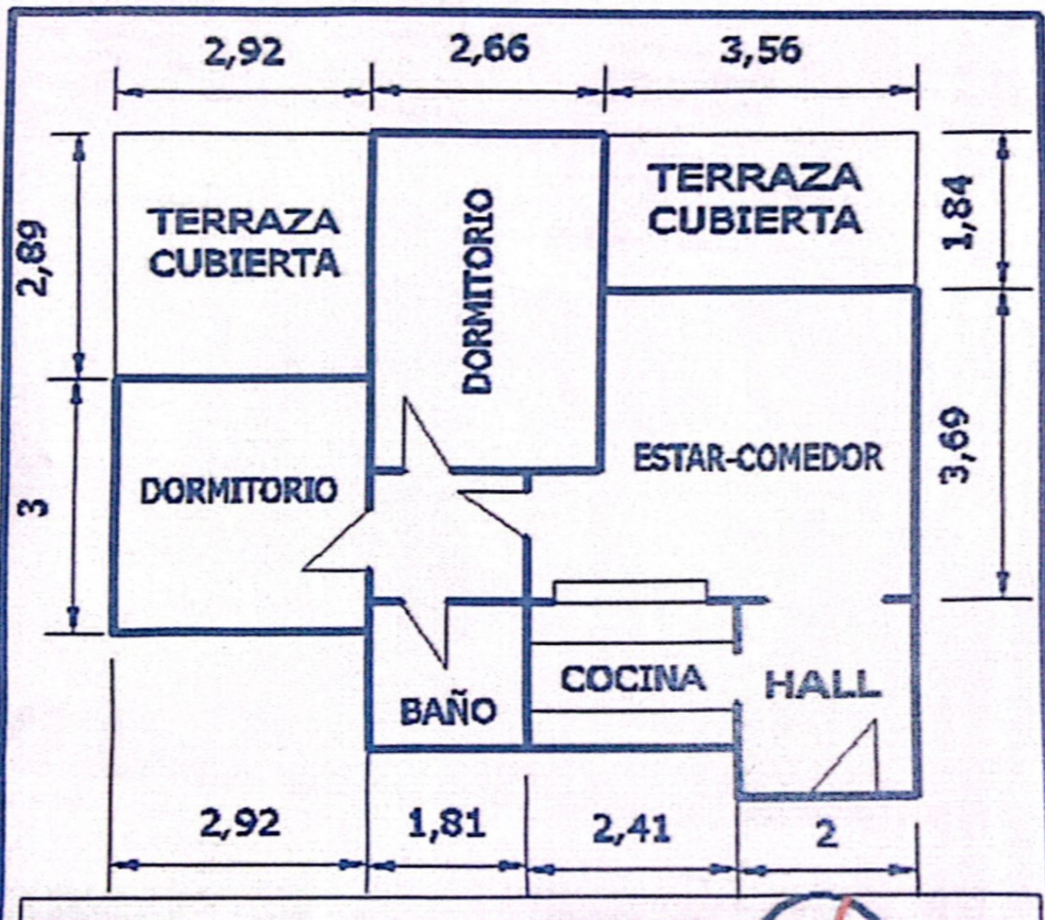 2,92
2,66
3,56
TERRAZA
CUBIERTA
DORMITORIO
TERRAZA
CUBIERTA
2,89
1,84
DORMITORIO
3
ESTAR-COMEDOR
3,69
BAÑO
COCINA
HALL
2,92
1,81
2,41
2